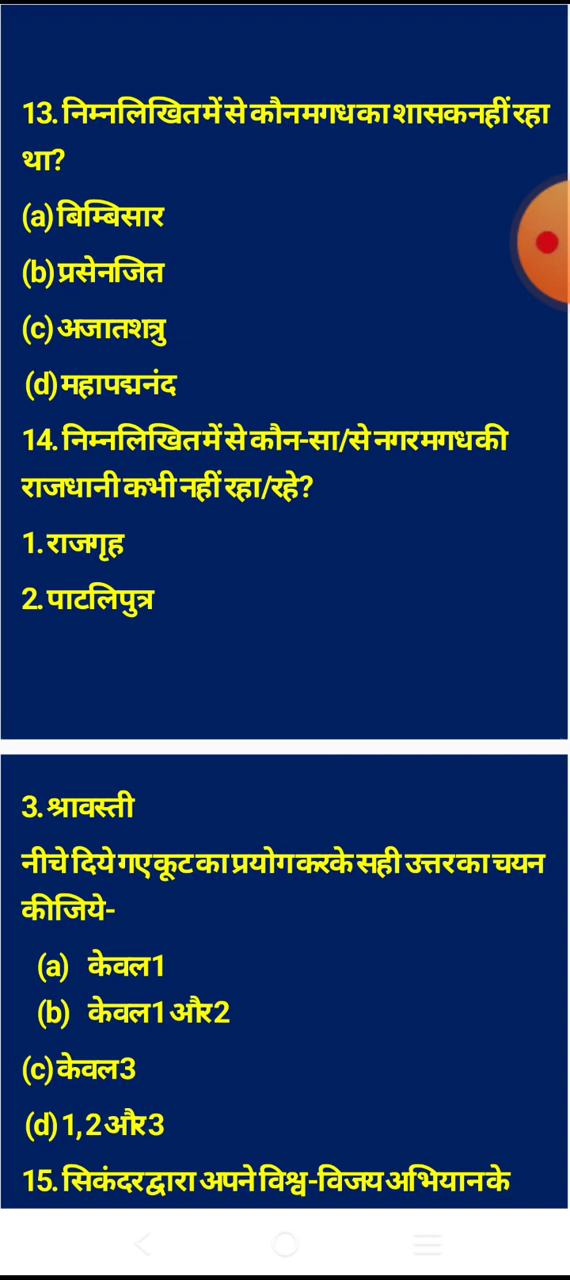 13. निम्नलिखित में से कौन मगध का शासक नहीं रहा
था?
(a) बिम्बिसार
(b) प्रसेनजित
(c) अजातशत्रु
(d) महापद्मनंद
14. निम्नलिखित में से कौन-सा/से नगर मगध की
राजधानी कभी नहीं रहा/रहे?
1. राजगृह
2. पाटलिपुत्र
3. श्रावस्ती
नीचे दिये गए कूट का प्रयोग करके सही उत्तर का चयन
कीजिये-
(a) केवल 1
(b) केवल 1 और 2
(c) केवल 3
(d) 1, 2 और 3
15. सिकंदर द्वारा अपने विश्व-विजय अभियान के